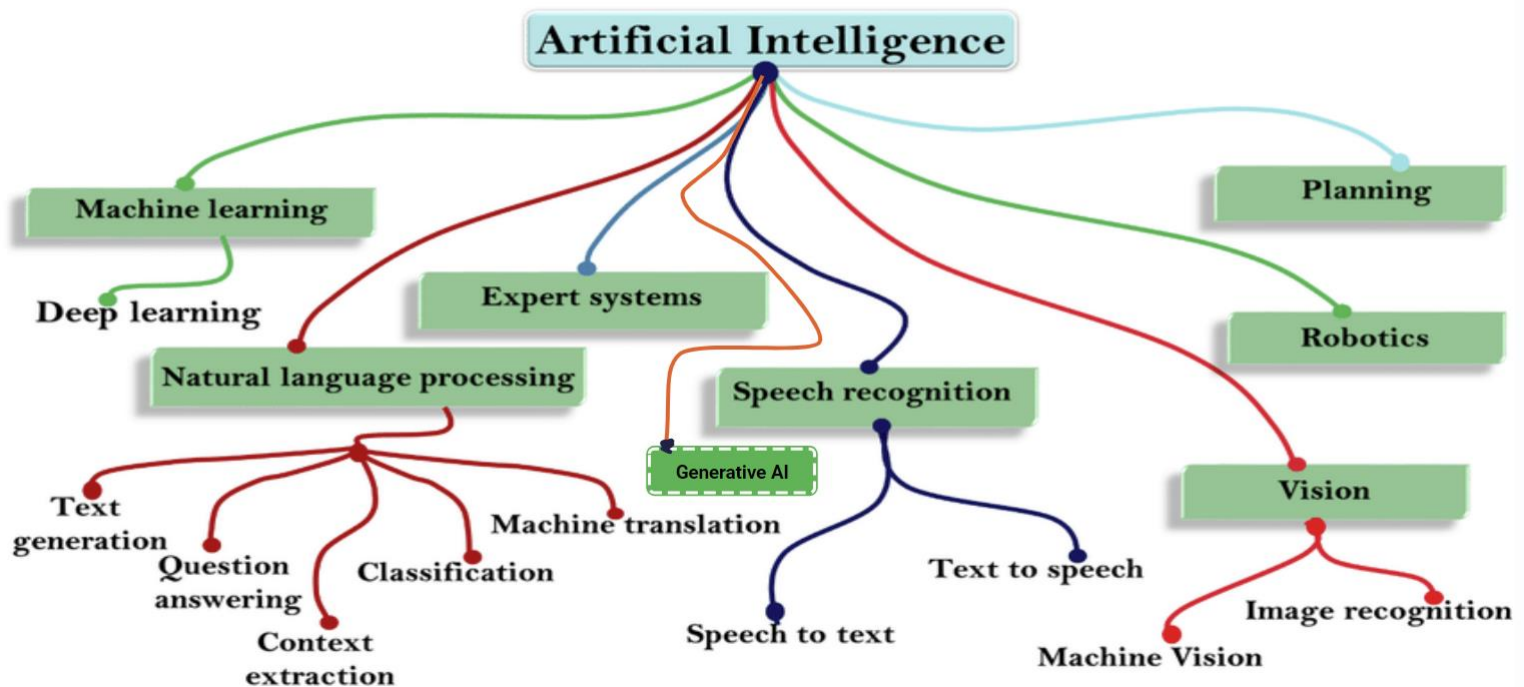 Artificial Intelligence
Machine learning
Deep learning
Natural language processing
Text
generation
Question
answering
Context
extraction
Classification
Machine translation
Expert systems
Generative AI
Speech recognition
Speech to text
Text to speech
Vision
Machine Vision
Image recognition
Robotics
Planning